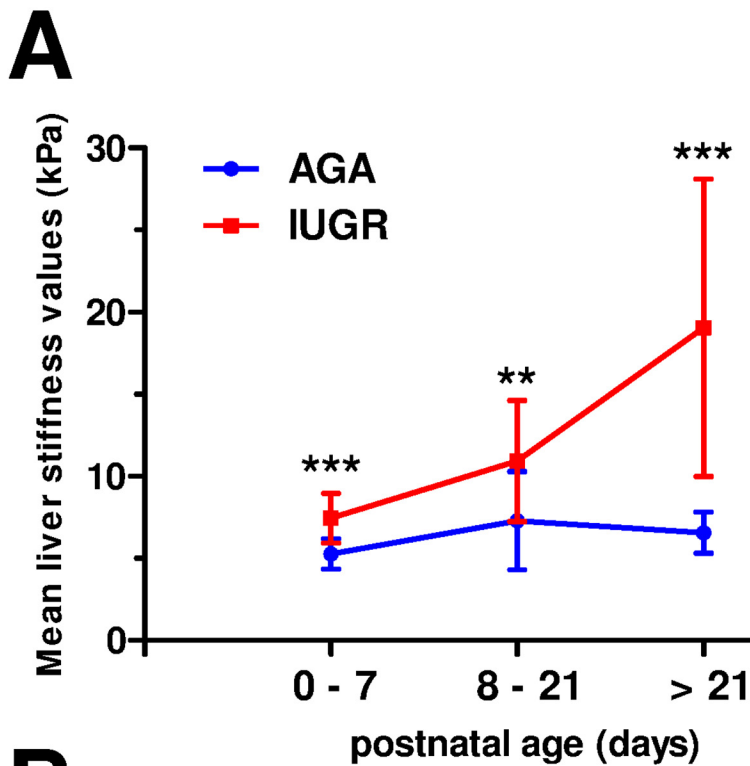 A
Mean liver stiffness values (kPa)
30
20
10
0
AGA
IUGR
***
**
***
0 - 7
8 - 21
> 21
postnatal age (days)